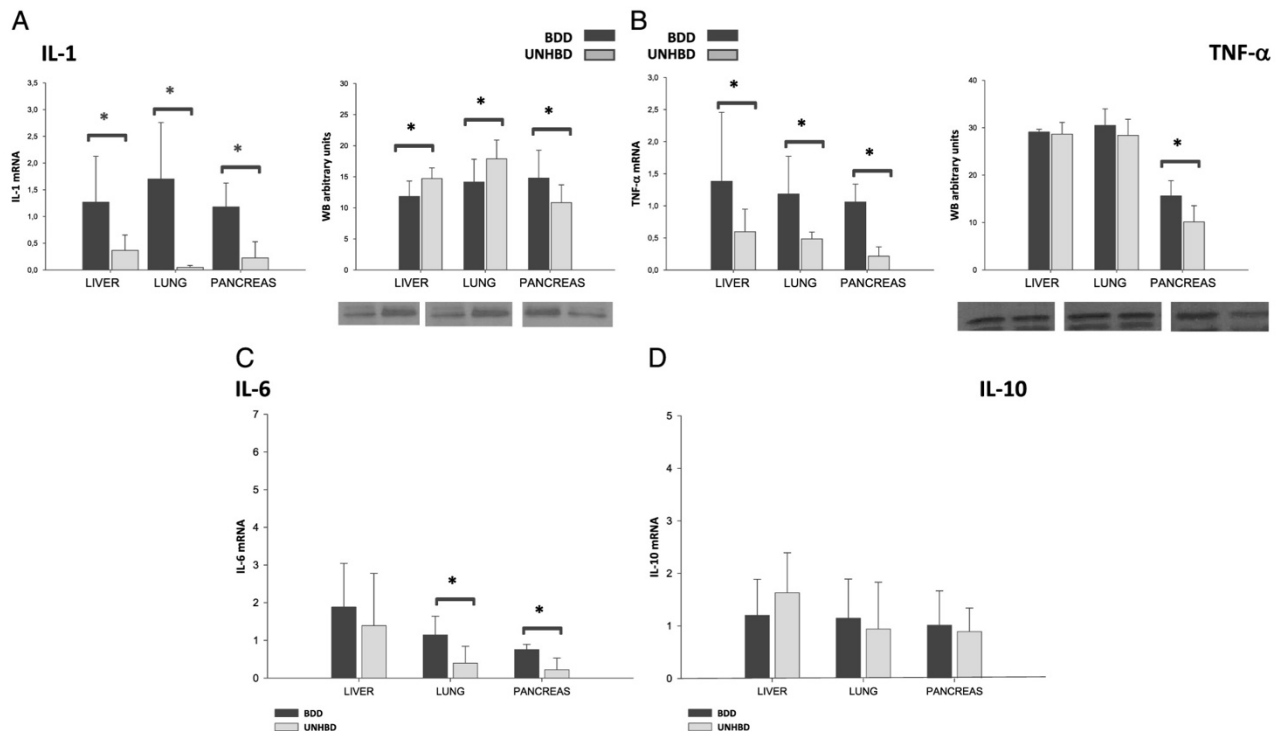 A
IL-1
BDD
UNHBD
IL-1 mRNA
3,5
3,0
2,5
2,0
1,5
1,0
0,5
0,0
*
*
*
LIVER
LUNG
PANCREAS
WB arbitrary units
30
25
20
15
10
5
0
*
*
*
LIVER
LUNG
PANCREAS
B
BDD
UNHBD
TNF-α
TNF-α mRNA
3,0
2,5
2,0
1,5
1,0
0,5
0,0
*
*
*
LIVER
LUNG
PANCREAS
WB arbitrary units
40
30
20
10
0
*
LIVER
LUNG
PANCREAS
C
IL-6
IL-6 mRNA
7
6
5
4
3
2
1
0
*
*
LIVER
LUNG
PANCREAS
BDD
UNHBD
D
IL-10
IL-10 mRNA
5
4
3
2
1
0
LIVER
LUNG
PANCREAS
BDD
UNHBD